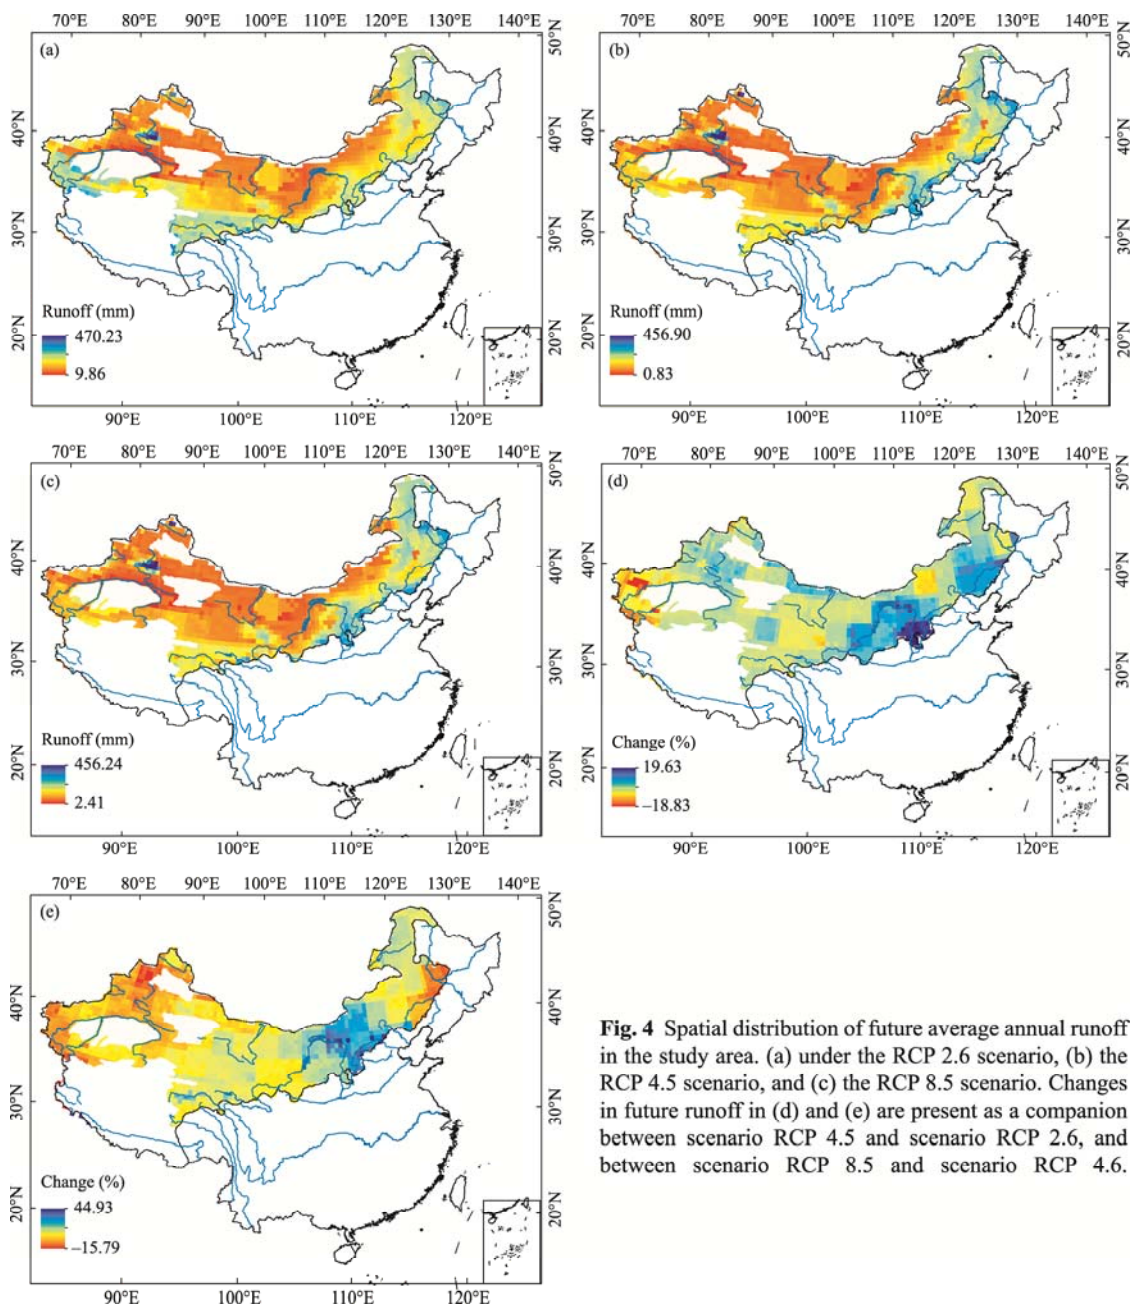 70°E 80°E 90°E 100°E 110°E 120°E 130°E 140°E
(a)
50°N
40°N
40°N
30°N
30°N
20°N
20°N
Runoff (mm)
470.23
9.86
90°E 100°E 110°E 120°E
70°E 80°E 90°E 100°E 110°E 120°E 130°E 140°E
(b)
50°N
40°N
40°N
30°N
30°N
20°N
20°N
Runoff (mm)
456.90
0.83
90°E 100°E 110°E 120°E
70°E 80°E 90°E 100°E 110°E 120°E 130°E 140°E
(c)
50°N
40°N
40°N
30°N
30°N
20°N
20°N
Runoff (mm)
456.24
2.41
90°E 100°E 110°E 120°E
70°E 80°E 90°E 100°E 110°E 120°E 130°E 140°E
(d)
50°N
40°N
40°N
30°N
30°N
20°N
20°N
Change (%)
19.63
−18.83
90°E 100°E 110°E 120°E
70°E 80°E 90°E 100°E 110°E 120°E 130°E 140°E
(e)
50°N
40°N
40°N
30°N
30°N
20°N
20°N
Change (%)
44.93
−15.79
90°E 100°E 110°E 120°E
Fig. 4 Spatial distribution of future average annual runoff
in the study area. (a) under the RCP 2.6 scenario, (b) the
RCP 4.5 scenario, and (c) the RCP 8.5 scenario. Changes
in future runoff in (d) and (e) are present as a companion
between scenario RCP 4.5 and scenario RCP 2.6, and
between scenario RCP 8.5 and scenario RCP 4.6.